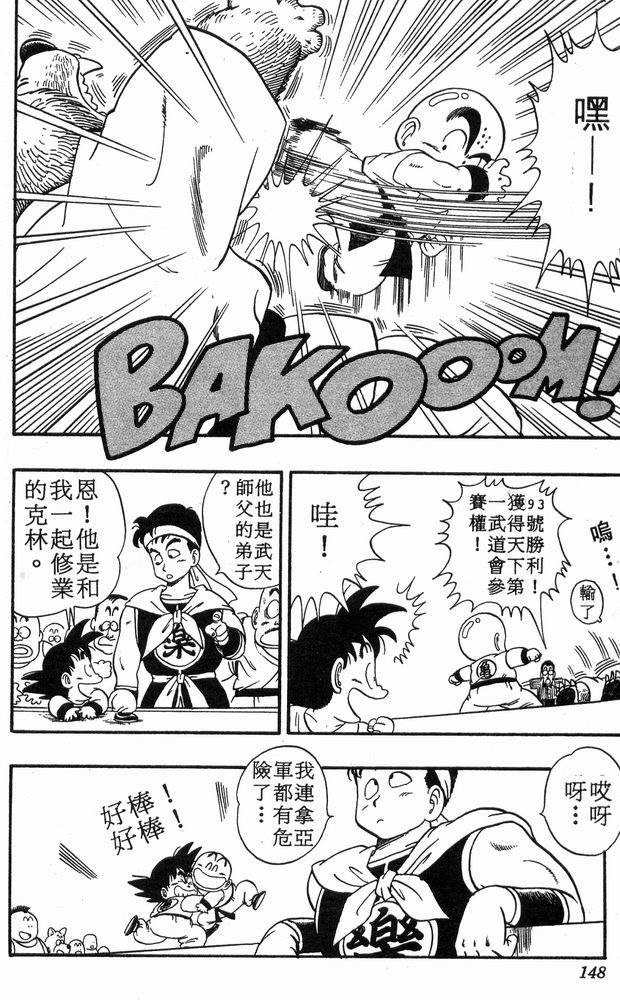 嘿—！
BAKOOOM!
嗚…！
輸了
93號勝利！
獲得天下第
一武道會參
賽權！
哇！
他也是武天
師父的弟子
？
恩！他是和
我一起修業
的克林。
樂
哎呀
呀…
我連拿亞
軍都有危
險了…
好棒！
好棒！
樂
148